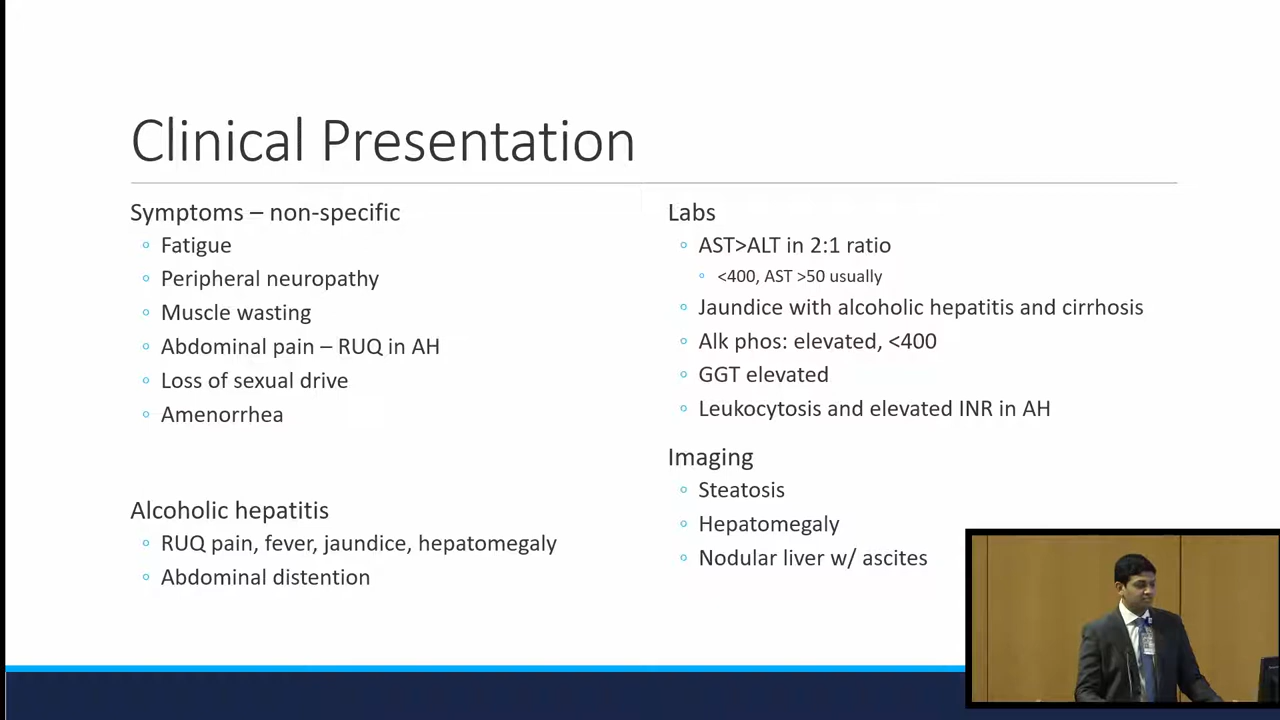 Clinical Presentation
Symptoms – non-specific
Fatigue
Peripheral neuropathy
Muscle wasting
Abdominal pain – RUQ in AH
Loss of sexual drive
Amenorrhea
Alcoholic hepatitis
RUQ pain, fever, jaundice, hepatomegaly
Abdominal distention
Labs
AST>ALT in 2:1 ratio
<400, AST >50 usually
Jaundice with alcoholic hepatitis and cirrhosis
Alk phos: elevated, <400
GGT elevated
Leukocytosis and elevated INR in AH
Imaging
Steatosis
Hepatomegaly
Nodular liver w/ ascites